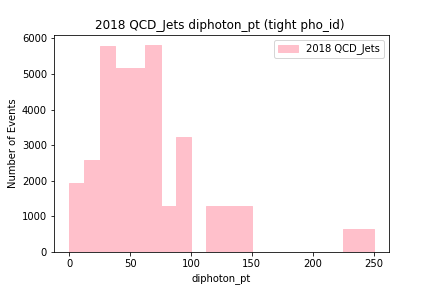 2018 QCD_Jets diphoton_pt (tight pho_id)
2018 QCD_Jets
Number of Events
6000
5000
4000
3000
2000
1000
0
0 50 100 150 200 250
diphoton_pt